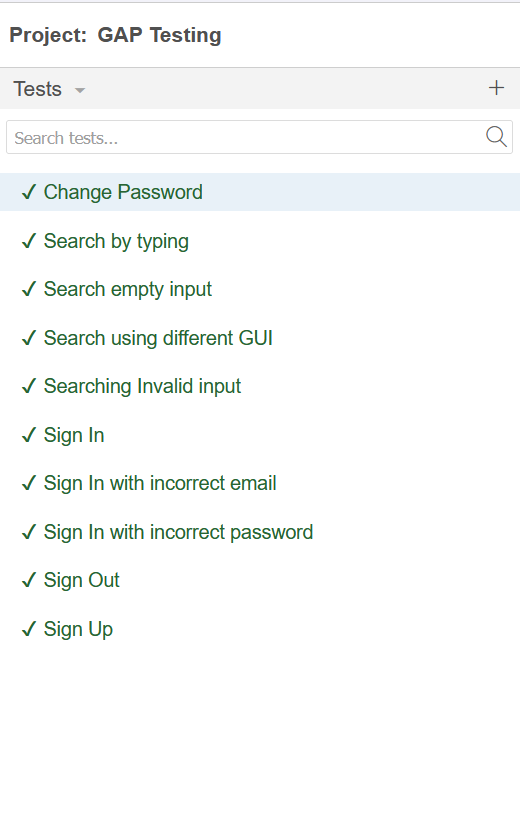 Project: GAP Testing
Tests
Search tests...
✓ Change Password
✓ Search by typing
✓ Search empty input
✓ Search using different GUI
✓ Searching Invalid input
✓ Sign In
✓ Sign In with incorrect email
✓ Sign In with incorrect password
✓ Sign Out
✓ Sign Up